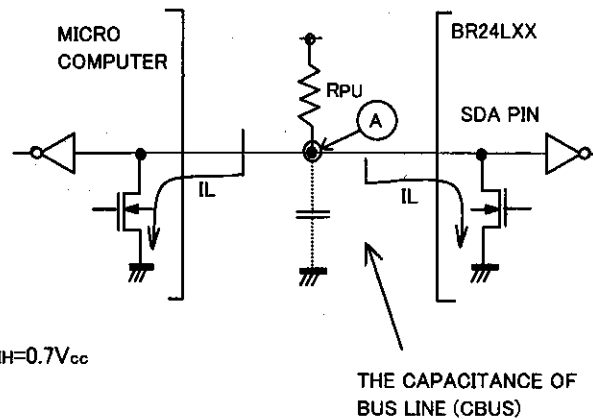 MICRO
COMPUTER
BR24LXX
RPU
A
SDA PIN
IL
IL
IH=0.7Vcc
THE CAPACITANCE OF
BUS LINE (CBUS)